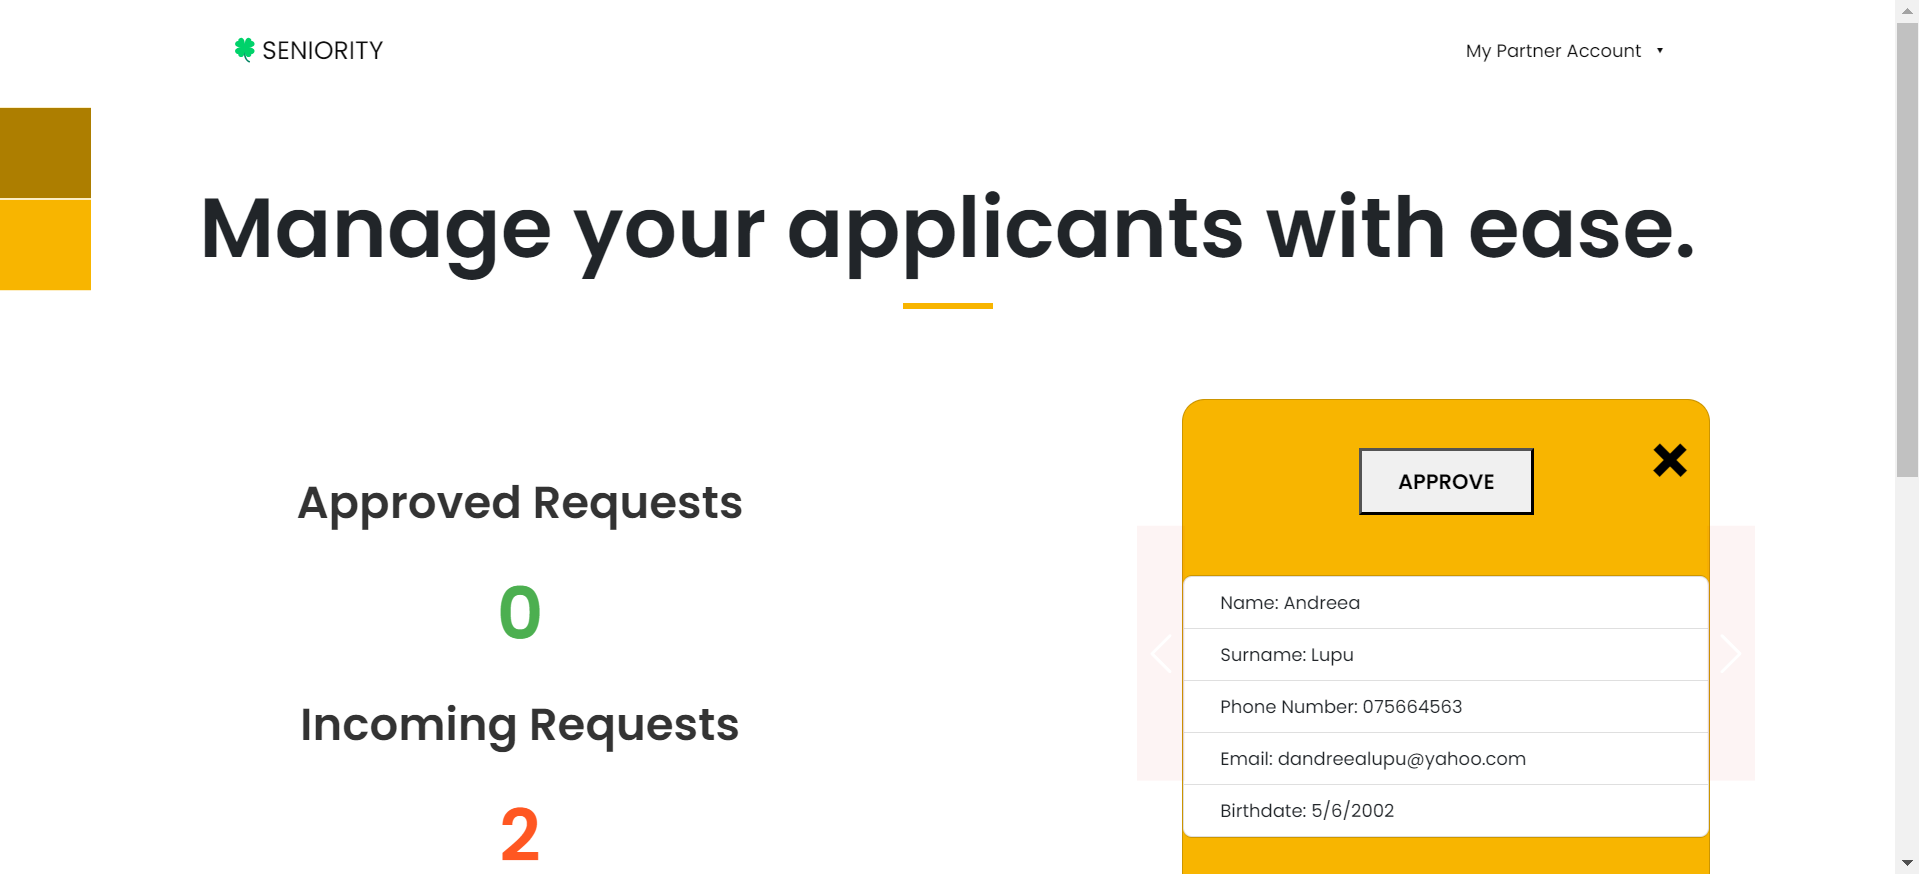 SENIORITY
My Partner Account
Manage your applicants with ease.
Approved Requests
0
Incoming Requests
2
APPROVE
Name: Andreea
Surname: Lupu
Phone Number: 075664563
Email: dandreealupu@yahoo.com
Birthdate: 5/6/2002